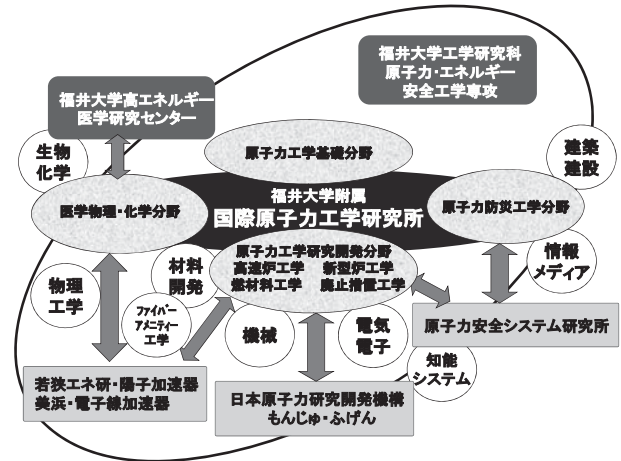 福井大学工学研究科
原子力・エネルギー
安全工学専攻
福井大学高エネルギー
医学研究センター
生物
化学
原子力工学基礎分野
建築
建設
医学物理・化学分野
福井大学附属
国際原子力工学研究所
原子力防災工学分野
原子力工学研究開発分野
高速炉工学 新型炉工学
燃材料工学 廃止措置工学
情報
メディア
物理
工学
材料
開発
ファイバー
アメニティー
工学
機械
電気
電子
原子力安全システム研究所
知能
システム
若狭エネ研・陽子加速器
美浜・電子線加速器
日本原子力研究開発機構
もんじゅ・ふげん